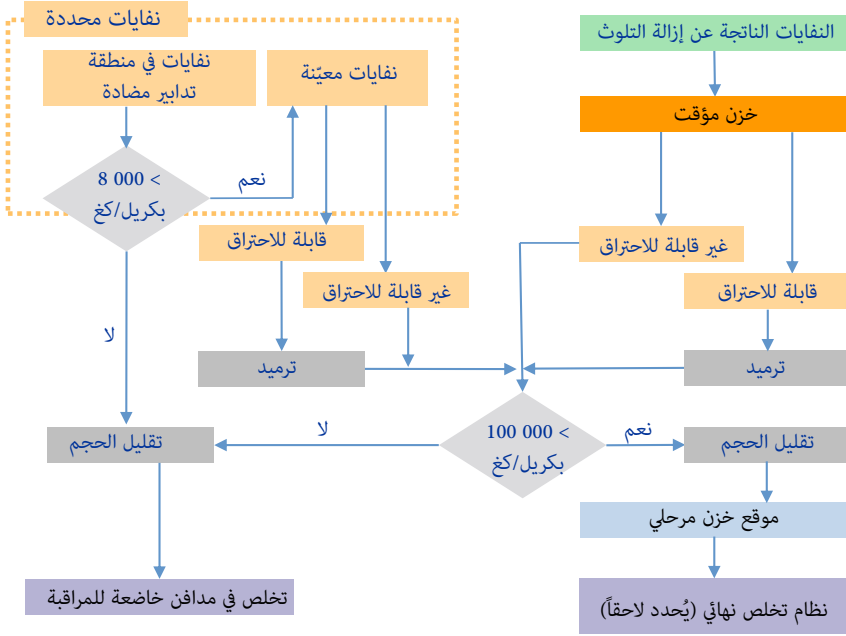 النفايات الناتجة عن إزالة التلوث
خزن مؤقت
غير قابلة للاحتراق
قابلة للاحتراق
ترميد
نفايات محددة
نفايات في منطقة
تدابير مضادة
نفايات معيّنة
8 000 <
بكريل/كغ
نعم
لا
قابلة للاحتراق
غير قابلة للاحتراق
ترميد
100 000 <
بكريل/كغ
نعم
لا
تقليل الحجم
تقليل الحجم
موقع خزن مرحلي
نظام تخلص نهائي (يُحدد لاحقاً)
تخلص في مدافن خاضعة للمراقبة